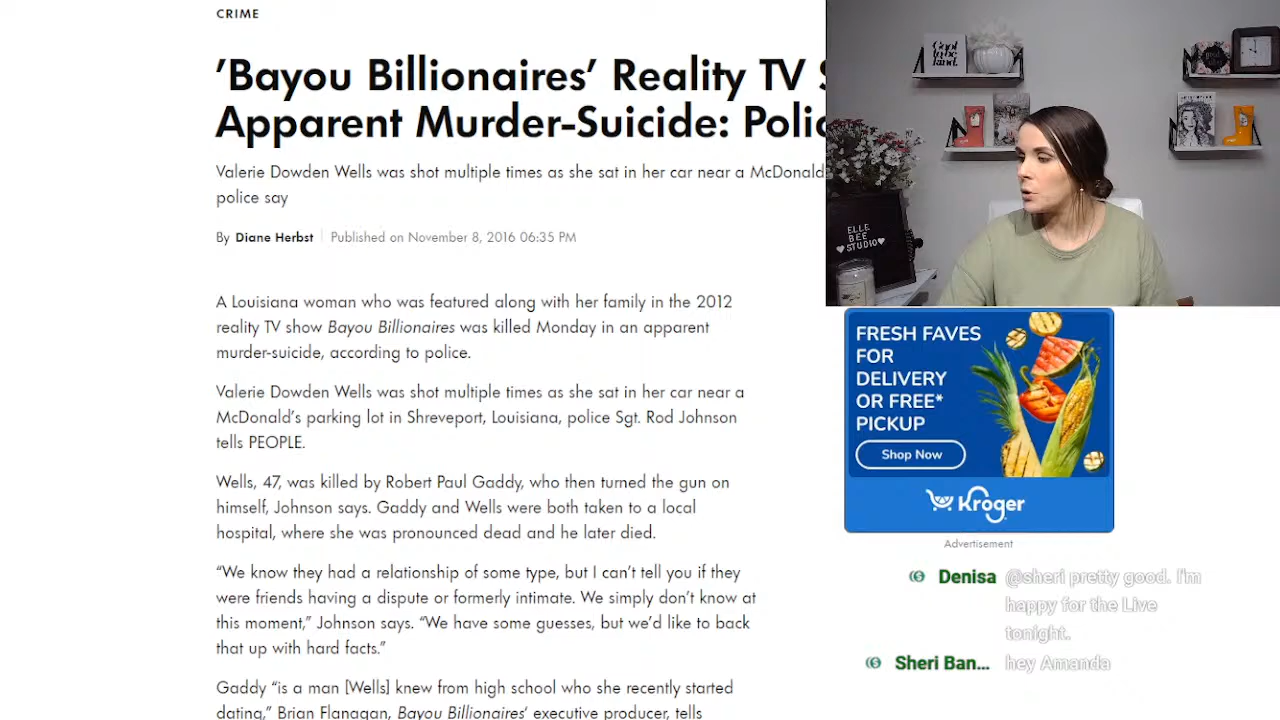 CRIME
'Bayou Billionaires' Reality TV
Apparent Murder-Suicide: Polic
Valerie Dowden Wells was shot multiple times as she sat in her car near a McDonald
police say
By Diane Herbst Published on November 8, 2016 06:35 PM
A Louisiana woman who was featured along with her family in the 2012
reality TV show Bayou Billionaires was killed Monday in an apparent
murder-suicide, according to police.
Valerie Dowden Wells was shot multiple times as she sat in her car near a
McDonald's parking lot in Shreveport, Louisiana, police Sgt. Rod Johnson
tells PEOPLE.
Wells, 47, was killed by Robert Paul Gaddy, who then turned the gun on
himself, Johnson says. Gaddy and Wells were both taken to a local
hospital, where she was pronounced dead and he later died.
“We know they had a relationship of some type, but I can't tell you if they
were friends having a dispute or formerly intimate. We simply don't know at
this moment,” Johnson says. “We have some guesses, but we'd like to back
that up with hard facts.”
Gaddy “is a man [Wells] knew from high school who she recently started
dating,” Brian Flanagan, Bayou Billionaires' executive producer, tells
ELLE
BEE
STUDIO
FRESH FAVES
FOR
DELIVERY
OR FREE*
PICKUP
Shop Now
Kroger
Advertisement
Denisa @sheri pretty good. I'm
happy for the Live
tonight.
Sheri Ban... hey Amanda